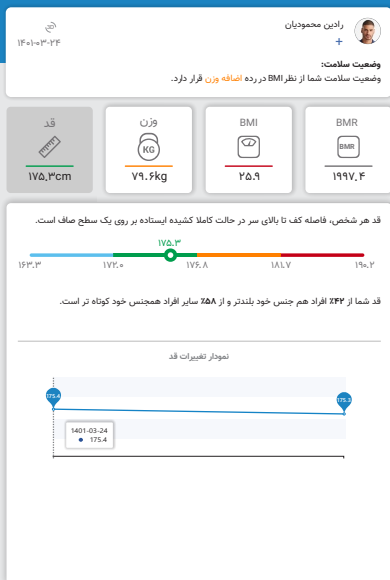 رادین محمودیان
+
۱۴۰۱-۰۳-۲۴
وضعیت سلامت:
وضعیت سلامت شما از نظر BMI در رده اضافه وزن قرار دارد.
BMR
BMR
۱۹۹۷.۴
BMI
۲۵.۹
وزن
KG
۷۹.۶kg
قد
۱۷۵.۳cm
قد هر شخص، فاصله کف تا بالای سر در حالت کاملا کشیده ایستاده بر روی یک سطح صاف است.
۱۷۵.۳
۱۶۳.۳ ۱۷۲.۰ ۱۷۶.۸ ۱۸۱.۷ ۱۹۰.۲
قد شما از ۴۲٪ افراد هم جنس خود بلندتر و از ۵۸٪ سایر افراد همجنس خود کوتاه تر است.
نمودار تغییرات قد
175.4
175.3
1401-03-24
175.4